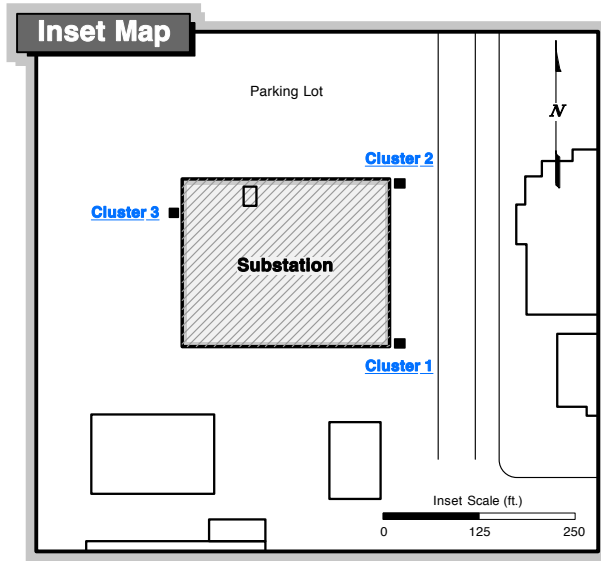 Inset Map
Parking Lot
N
Cluster 2
Cluster 3
Substation
Cluster 1
Inset Scale (ft.)
0 125 250